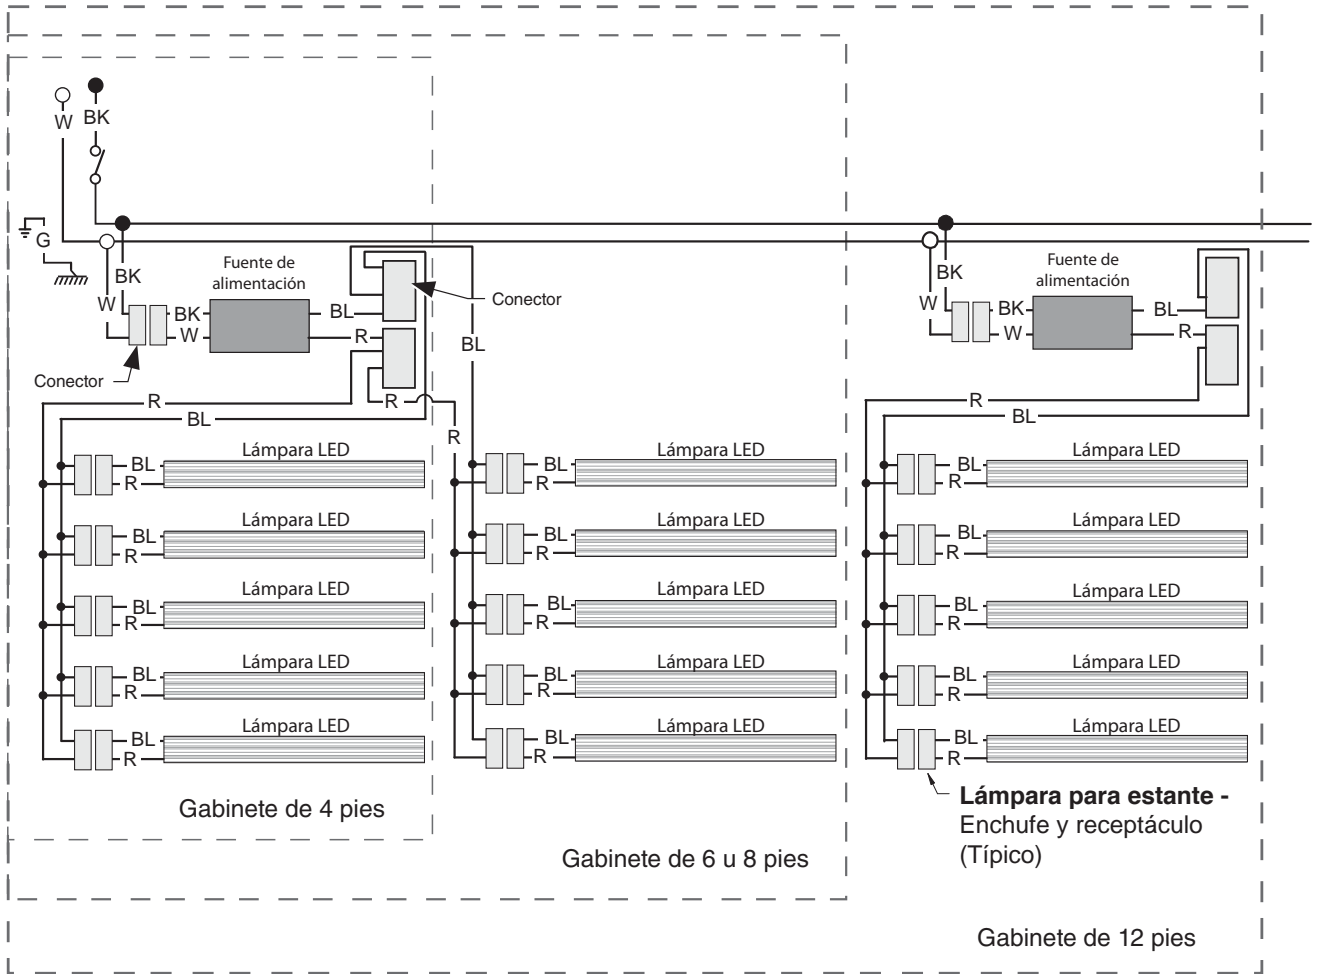 W
BK
G
BK
W
Fuente de
alimentación
BK
W
BL
R
Conector
Conector
BL
R
R
BL
R
BK
W
Fuente de
alimentación
BK
W
BL
R
R
BL
Lámpara LED
BL
R
Lámpara LED
BL
R
Lámpara LED
BL
R
Lámpara LED
BL
R
Lámpara LED
BL
R
Lámpara LED
BL
R
Lámpara LED
BL
R
Lámpara LED
BL
R
Lámpara LED
BL
R
Lámpara LED
BL
R
Lámpara LED
BL
R
Lámpara LED
BL
R
Lámpara LED
BL
R
Lámpara LED
BL
R
Lámpara LED
BL
R
Gabinete de 4 pies
Gabinete de 6 u 8 pies
Lámpara para estante -
Enchufe y receptáculo
(Típico)
Gabinete de 12 pies